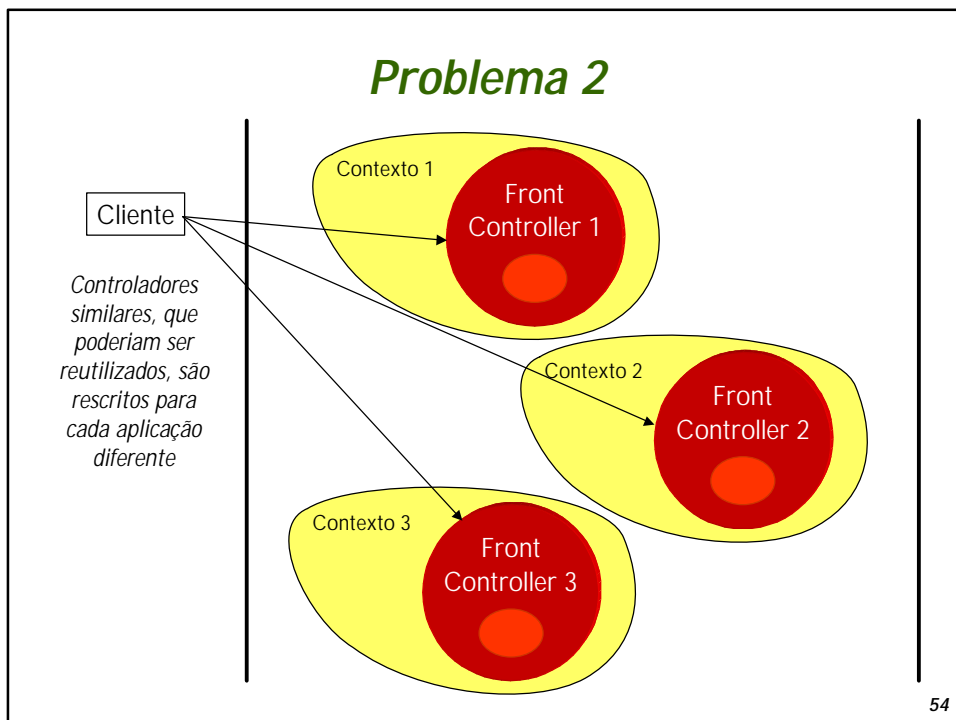 Problema 2
Contexto 1
Front
Controller 1
Cliente
Controladores
similares, que
poderiam ser
reutilizados, são
rescritos para
cada aplicação
diferente
Contexto 2
Front
Controller 2
Contexto 3
Front
Controller 3
54